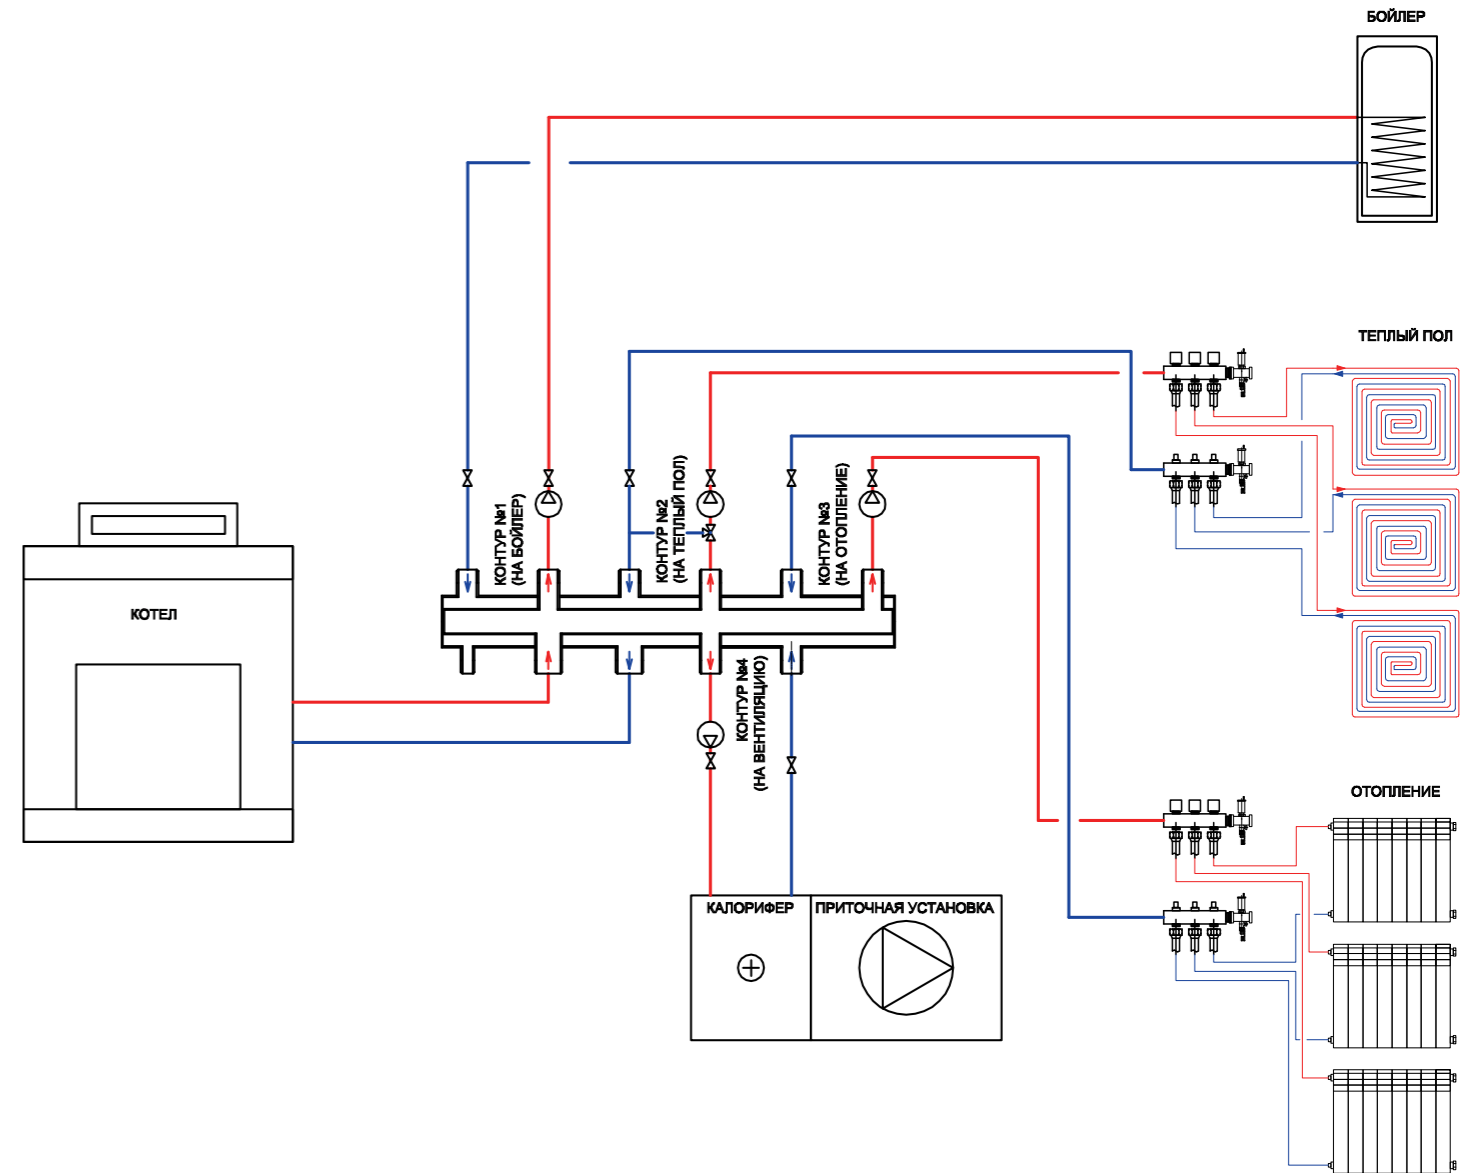 БОЙЛЕР
ТЕПЛЫЙ ПОЛ
КОНТУР №1
(НА БОЙЛЕР)
КОНТУР №2
(НА ТЕПЛЫЙ ПОЛ)
КОНТУР №3
(НА ОТОПЛЕНИЕ)
КОТЕЛ
КОНТУР №4
(НА ВЕНТИЛЯЦИЮ)
ОТОПЛЕНИЕ
КАЛОРИФЕР
ПРИТОЧНАЯ УСТАНОВКА